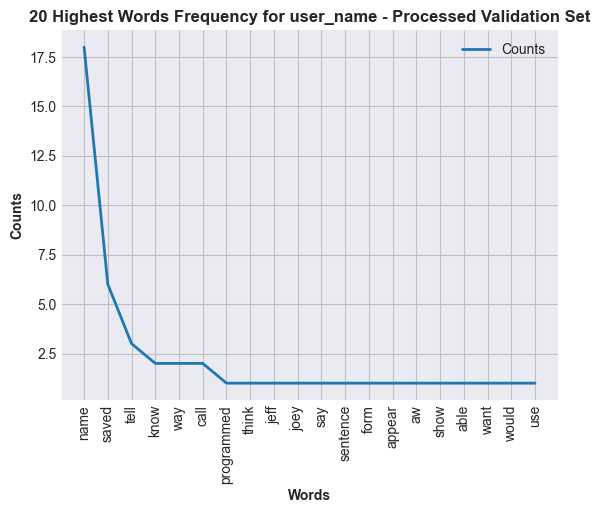 20 Highest Words Frequency for user_name - Processed Validation Set
Counts
17.5
15.0
12.5
10.0
7.5
5.0
2.5
Counts
name
saved
tell
know
way
call
programmed
think
jeff
joey
say
sentence
form
appear
aw
show
able
want
would
use
Words